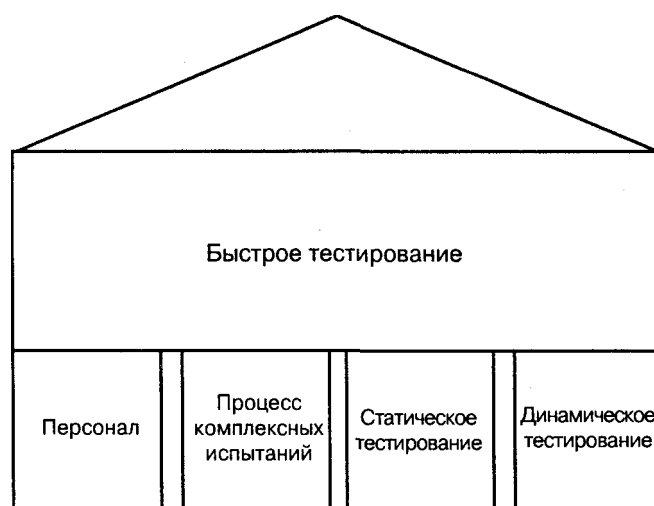 Быстрое тестирование
Персонал
Процесс
комплексных
испытаний
Статическое
тестирование
Динамическое
тестирование